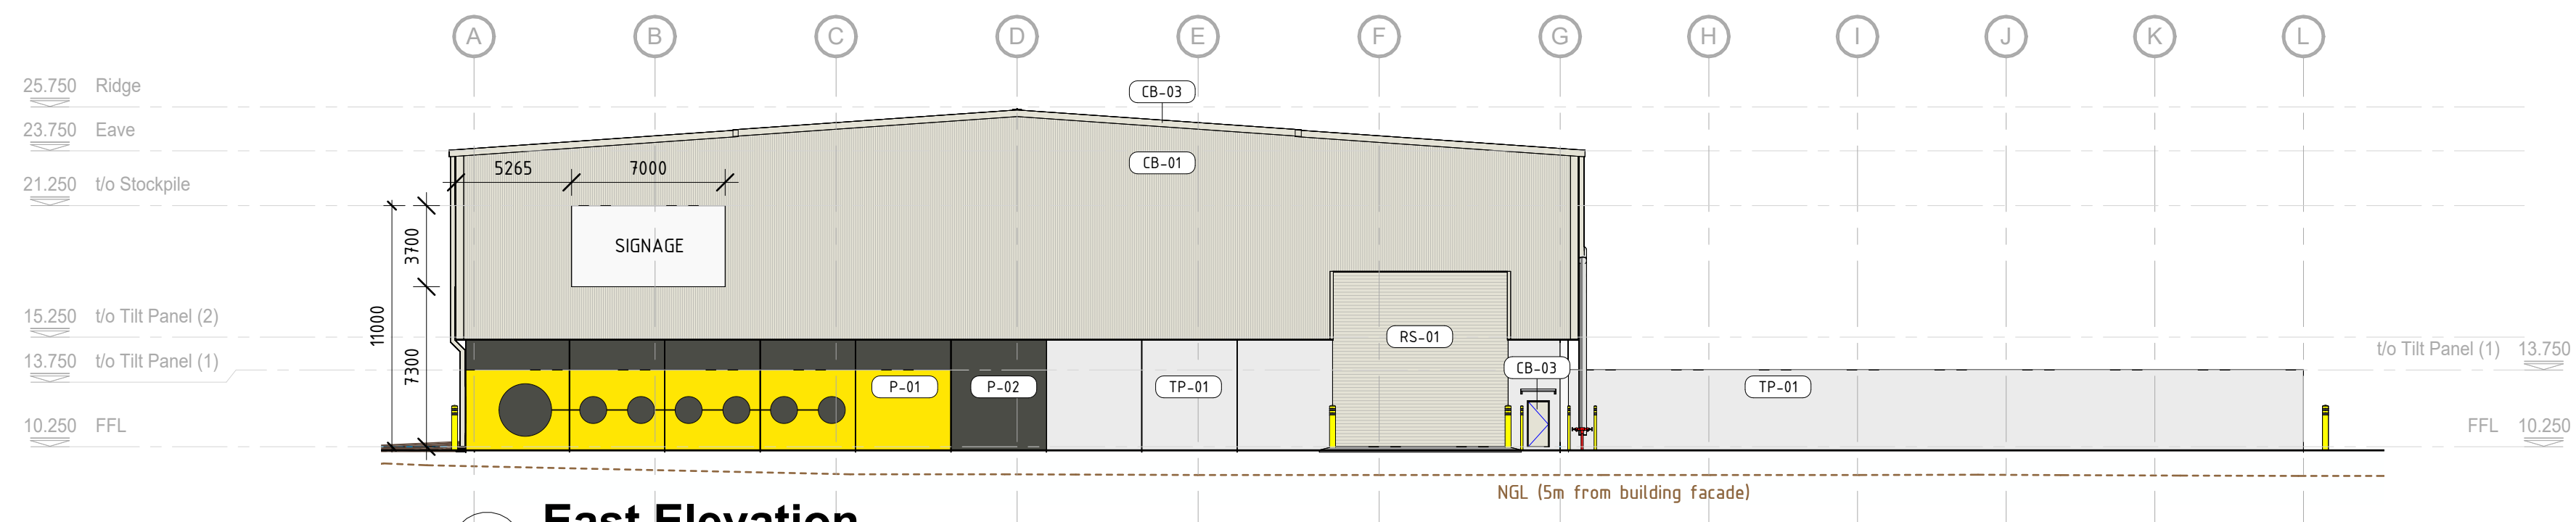 A B C D E F G H I J K L
25.750 Ridge
CB-03
23.750 Eave
CB-01
5265 7000
21.250 t/o Stockpile
3700
SIGNAGE
11000
15.250 t/o Tilt Panel (2)
RS-01
13.750 t/o Tilt Panel (1)
t/o Tilt Panel (1) 13.750
7300
CB-03
P-01 P-02 TP-01 TP-01
10.250 FFL
FFL 10.250
NGL (5m from building facade)
East Elevation